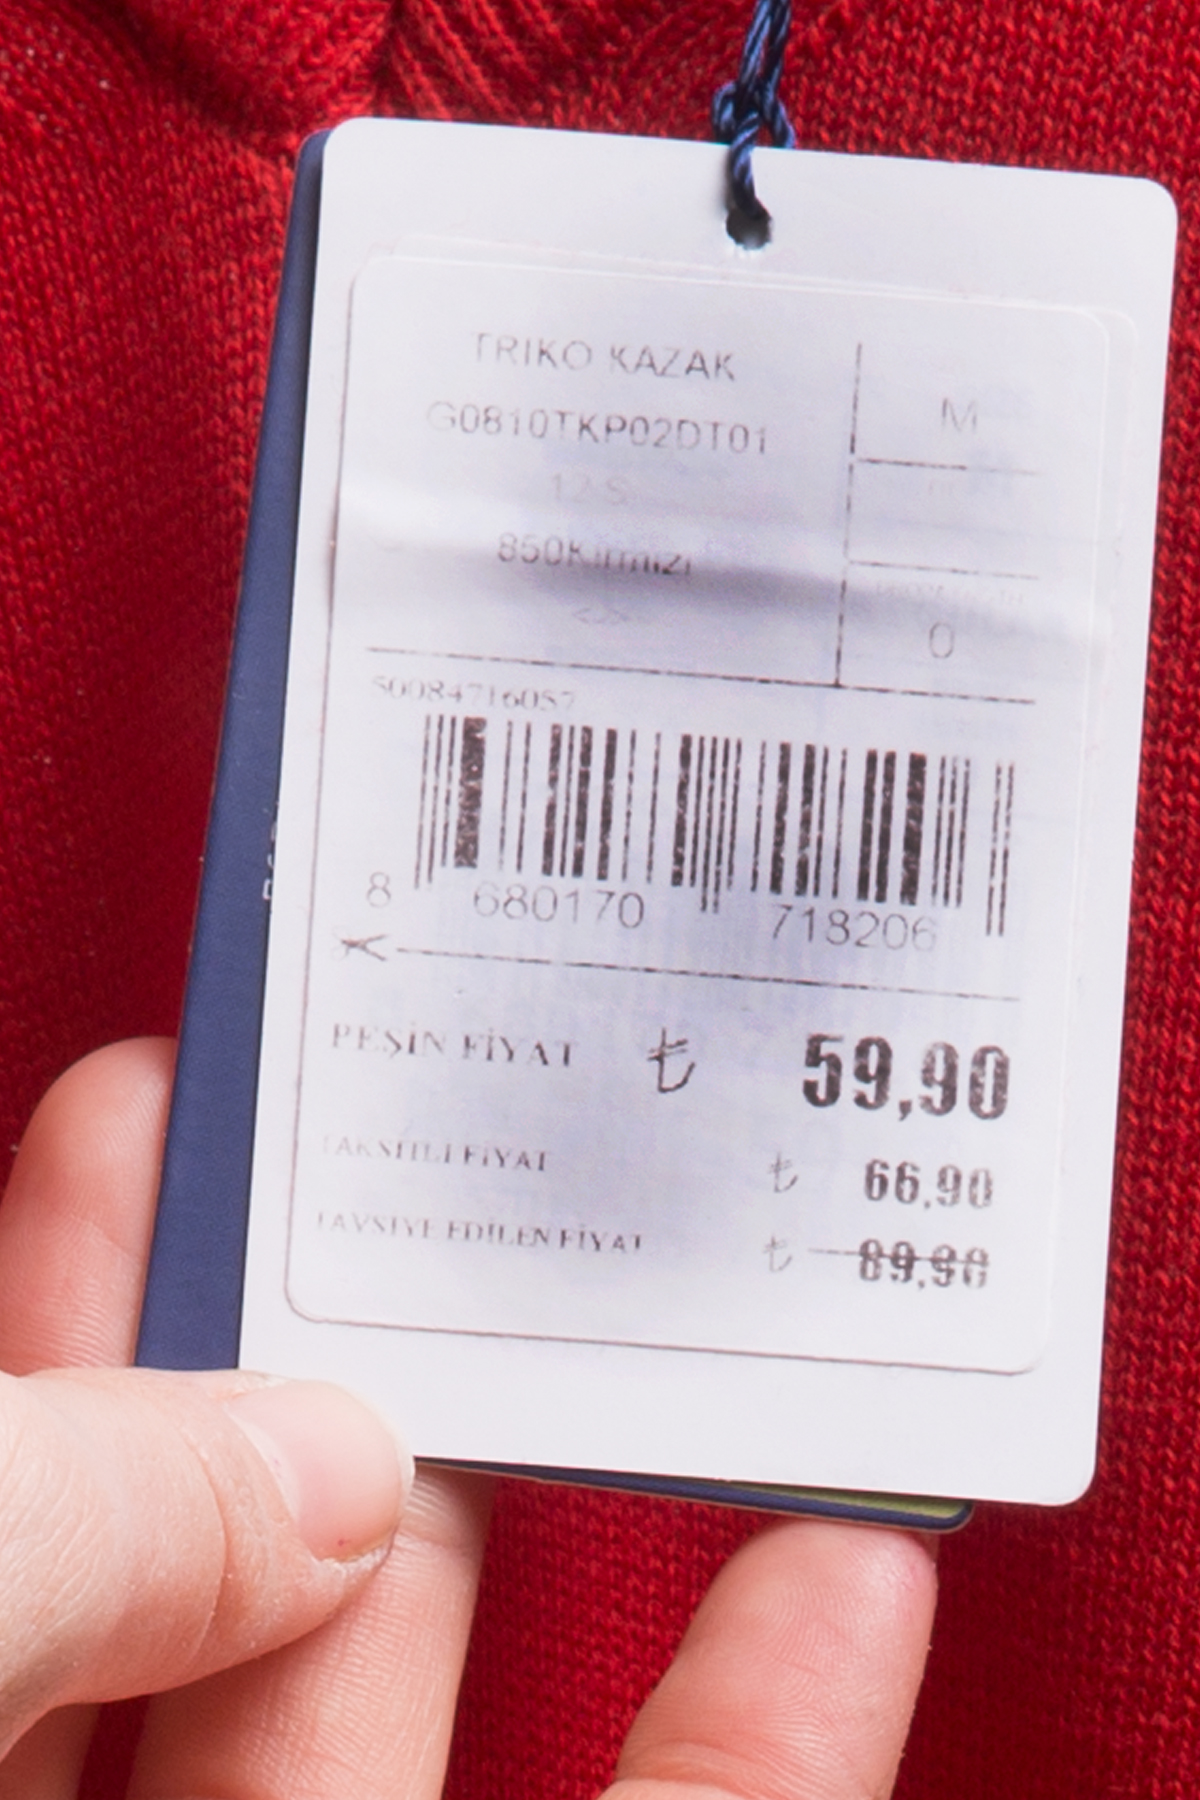 TRIKO KAZAK
M
G0810TKP02DT01
12 S
850Kirmizi
<->
0
50084716057
8 680170 718206
PEŞİN FİYAT ₺ 59,90
TAKSİTLİ FİYAT ₺ 66,90
TAVSİYE EDİLEN FİYAT ₺ 89,90